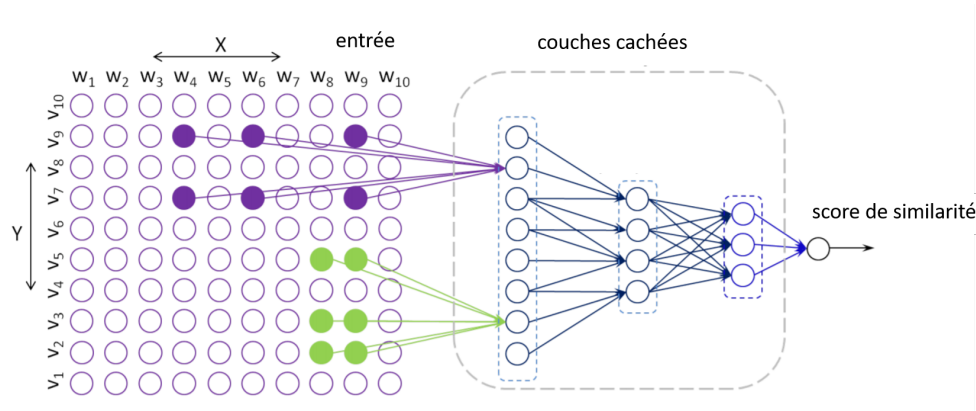 entrée
couches cachées
X
w1 w2 w3 w4 w5 w6 w7 w8 w9 w10
v10
v9
v8
v7
v6
v5
v4
v3
v2
v1
Y
score de similarité